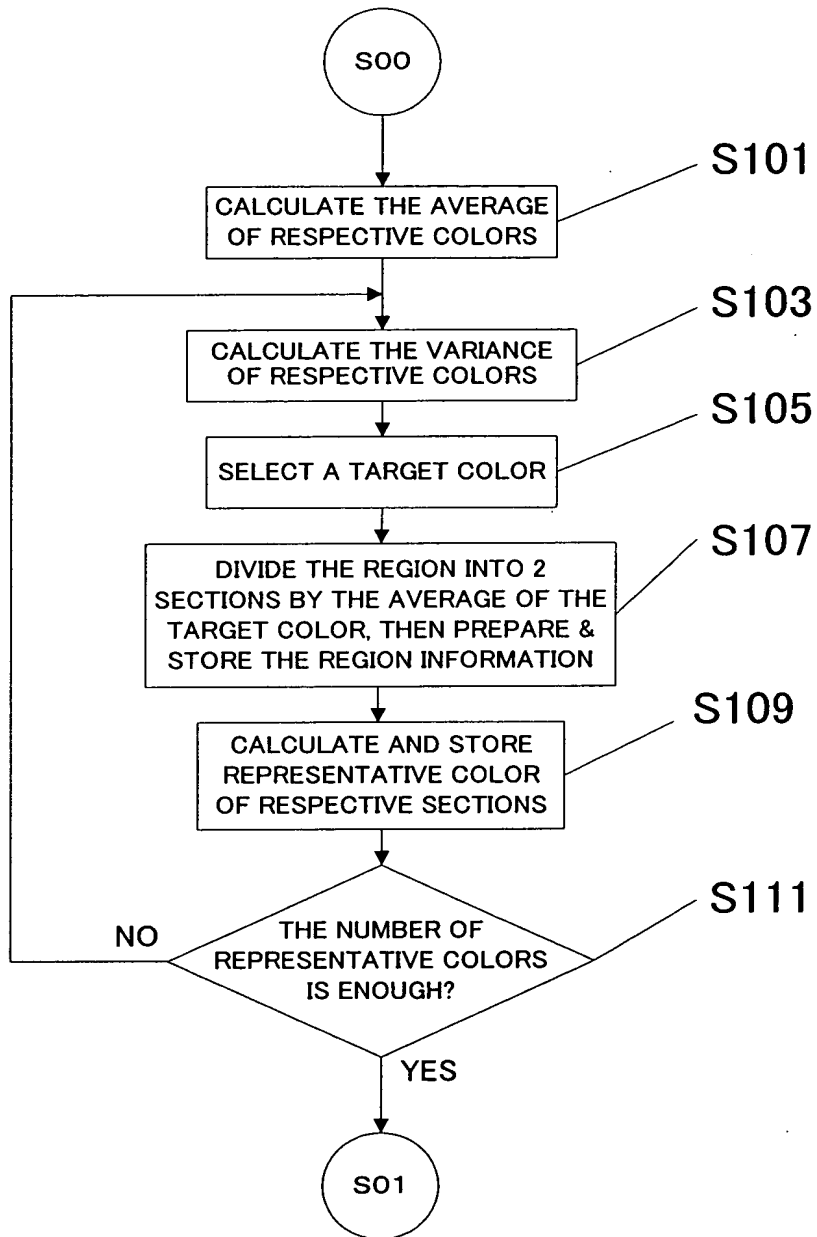 S00
S101
CALCULATE THE AVERAGE
OF RESPECTIVE COLORS
S103
CALCULATE THE VARIANCE
OF RESPECTIVE COLORS
S105
SELECT A TARGET COLOR
S107
DIVIDE THE REGION INTO 2
SECTIONS BY THE AVERAGE OF THE
TARGET COLOR, THEN PREPARE &
STORE THE REGION INFORMATION
S109
CALCULATE AND STORE
REPRESENTATIVE COLOR
OF RESPECTIVE SECTIONS
S111
NO
THE NUMBER OF
REPRESENTATIVE COLORS
IS ENOUGH?
YES
S01